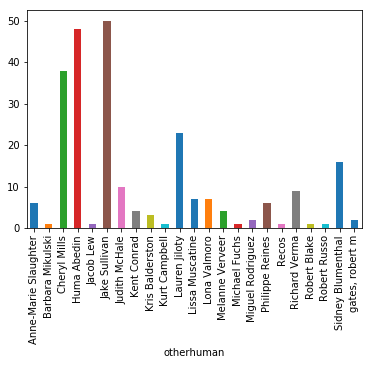 50
40
30
20
10
0
Anne-Marie Slaughter
Barbara Mikulski
Cheryl Mills
Huma Abedin
Jacob Lew
Jake Sullivan
Judith McHale
Kent Conrad
Kris Balderston
Kurt Campbell
Lauren Jiloty
Lissa Muscatine
Lona Valmoro
Melanne Verveer
Michael Fuchs
Miguel Rodriguez
Philippe Reines
Recos
Richard Verma
Robert Blake
Robert Russo
Sidney Blumenthal
gates, robert m
otherhuman